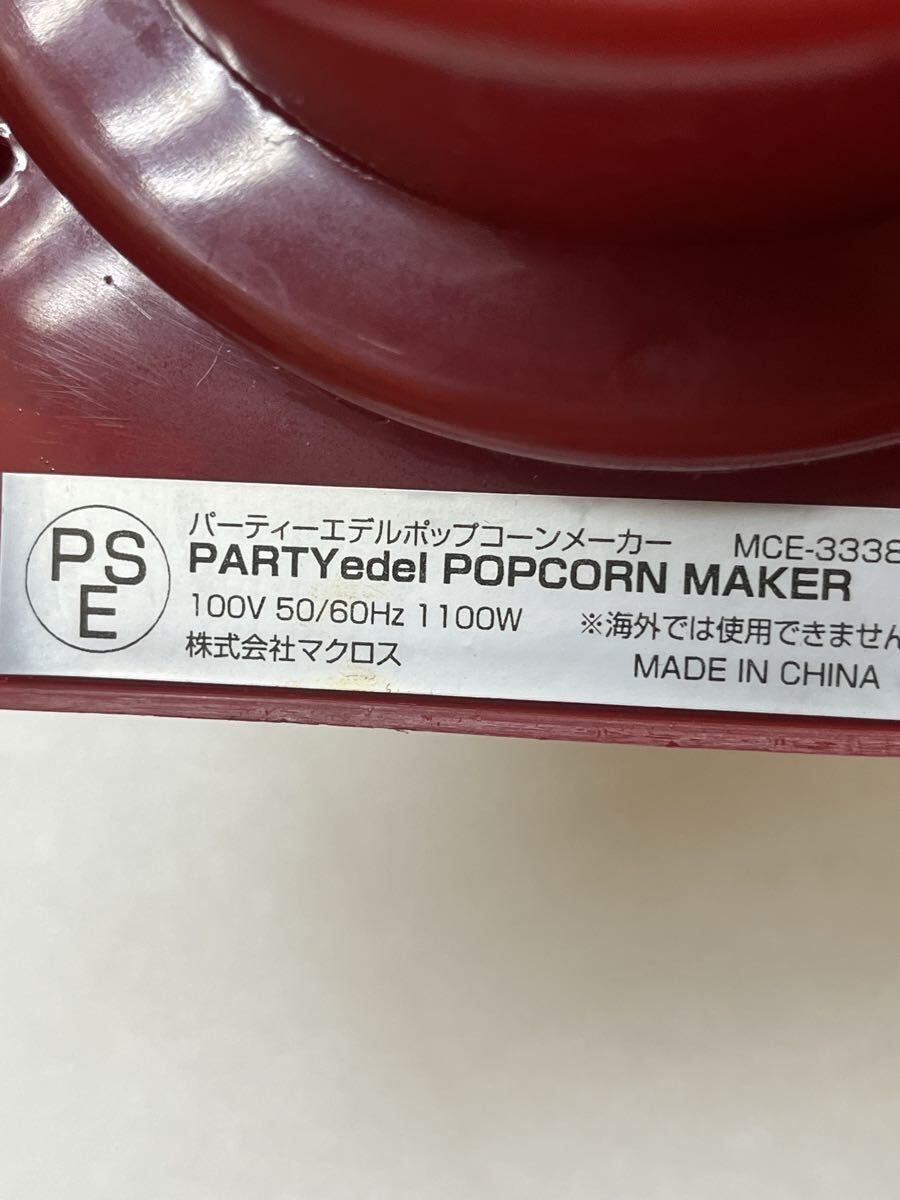 PSE
パーティーエデルポップコーンメーカー MCE-3338
PARTYedel POPCORN MAKER
100V 50/60Hz 1100W ※海外では使用できません
株式会社マクロス MADE IN CHINA